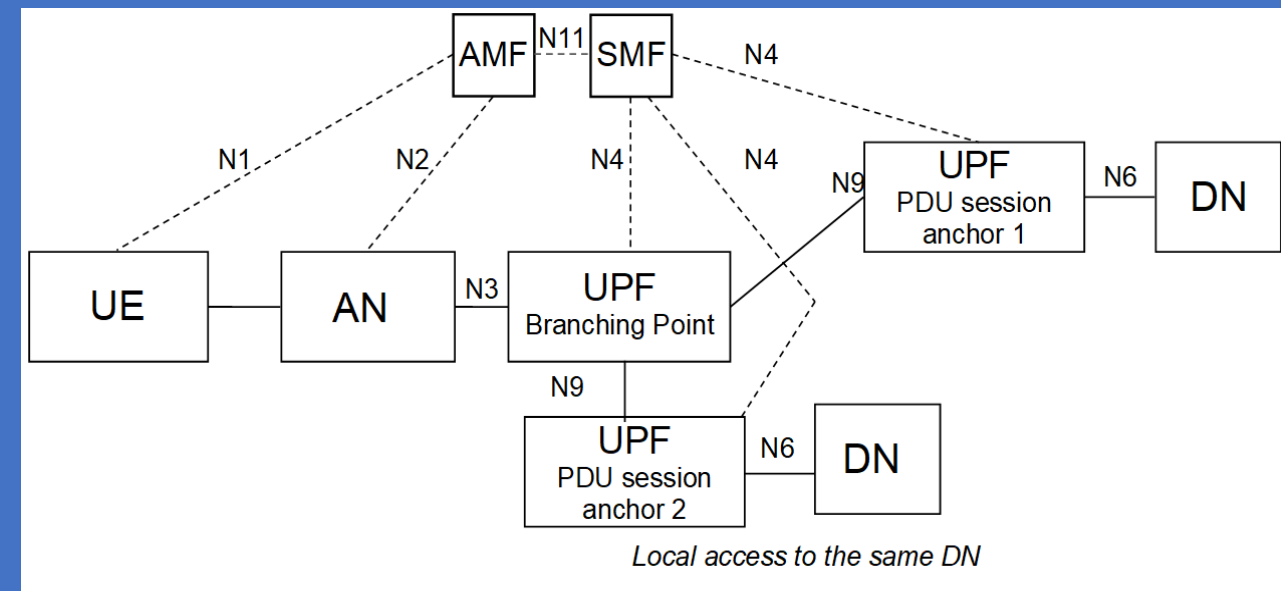 N11
AMF
SMF
N4
N1
N2
N4
N4
UPF
PDU session
anchor 1
N9
N6
DN
UE
AN
N3
UPF
Branching Point
N9
UPF
PDU session
anchor 2
N6
DN
Local access to the same DN